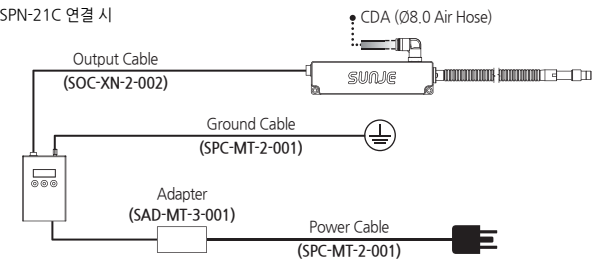 SPN-21C 연결 시
CDA (Ø8.0 Air Hose)
Output Cable
(SOC-XN-2-002)
SUNJE
Ground Cable
(SPC-MT-2-001)
Adapter
(SAD-MT-3-001)
Power Cable
(SPC-MT-2-001)